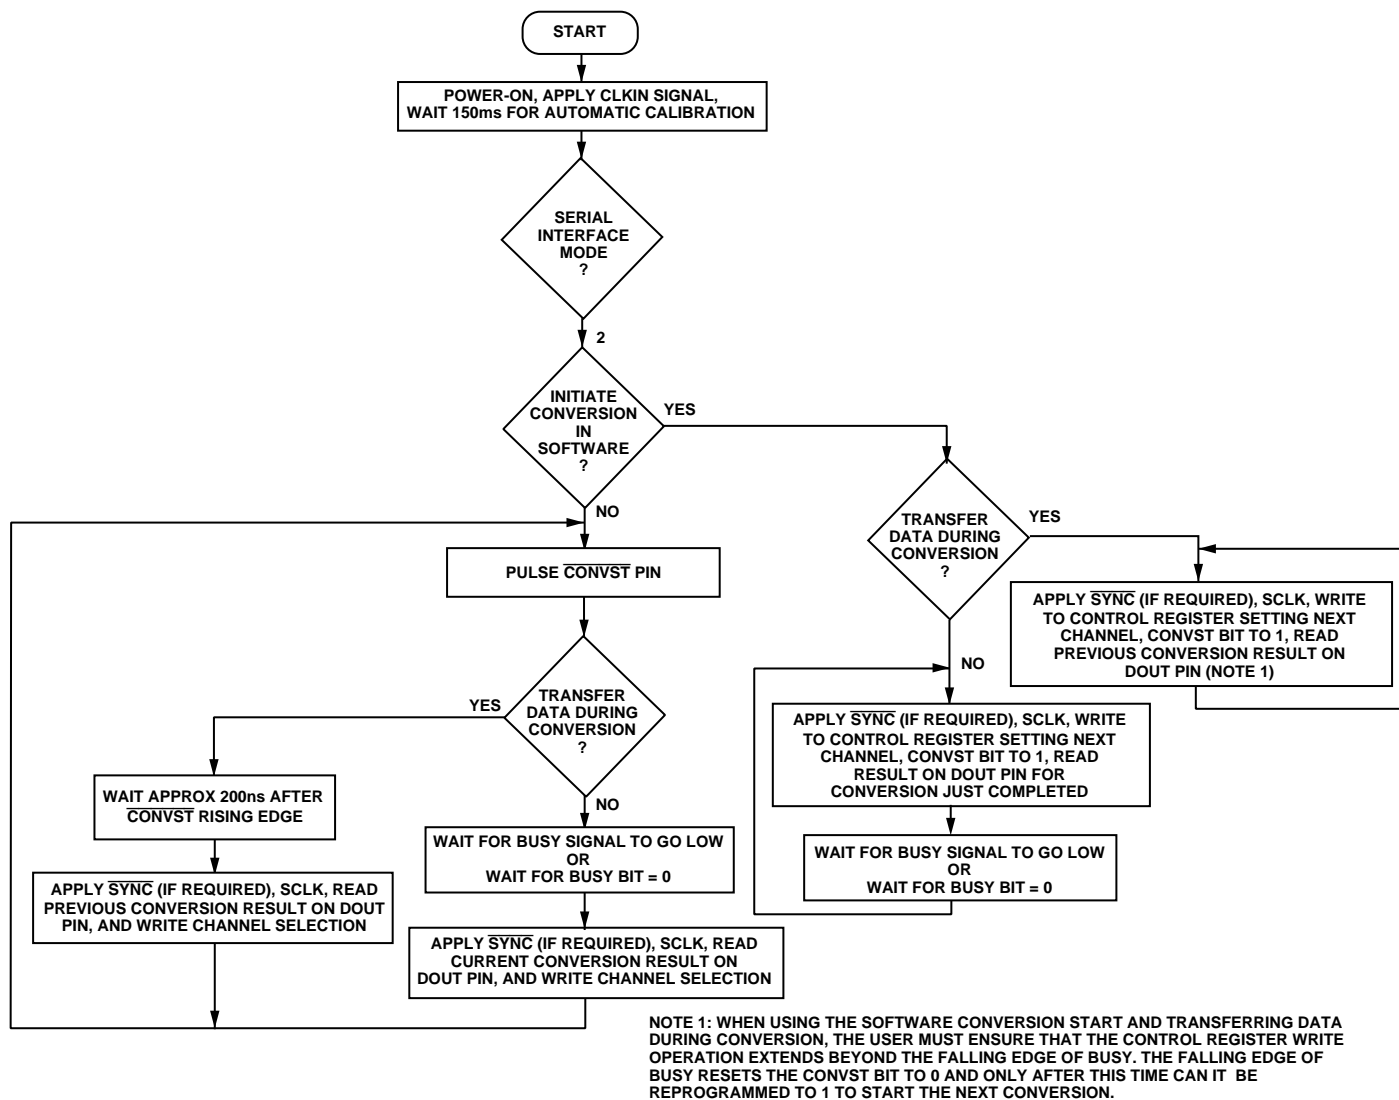 START
POWER-ON, APPLY CLKIN SIGNAL,
WAIT 150ms FOR AUTOMATIC CALIBRATION
SERIAL
INTERFACE
MODE
?
2
INITIATE
CONVERSION
IN
SOFTWARE
?
YES
NO
PULSE CONVST PIN
TRANSFER
DATA DURING
CONVERSION
?
YES
NO
WAIT APPROX 200ns AFTER
CONVST RISING EDGE
APPLY SYNC (IF REQUIRED), SCLK, READ
PREVIOUS CONVERSION RESULT ON DOUT
PIN, AND WRITE CHANNEL SELECTION
WAIT FOR BUSY SIGNAL TO GO LOW
OR
WAIT FOR BUSY BIT = 0
APPLY SYNC (IF REQUIRED), SCLK, READ
CURRENT CONVERSION RESULT ON
DOUT PIN, AND WRITE CHANNEL SELECTION
TRANSFER
DATA DURING
CONVERSION
?
YES
NO
APPLY SYNC (IF REQUIRED), SCLK, WRITE
TO CONTROL REGISTER SETTING NEXT
CHANNEL, CONVST BIT TO 1, READ
PREVIOUS CONVERSION RESULT ON
DOUT PIN (NOTE 1)
APPLY SYNC (IF REQUIRED), SCLK, WRITE
TO CONTROL REGISTER SETTING NEXT
CHANNEL, CONVST BIT TO 1, READ
RESULT ON DOUT PIN FOR
CONVERSION JUST COMPLETED
WAIT FOR BUSY SIGNAL TO GO LOW
OR
WAIT FOR BUSY BIT = 0
NOTE 1: WHEN USING THE SOFTWARE CONVERSION START AND TRANSFERRING DATA
DURING CONVERSION, THE USER MUST ENSURE THAT THE CONTROL REGISTER WRITE
OPERATION EXTENDS BEYOND THE FALLING EDGE OF BUSY. THE FALLING EDGE OF
BUSY RESETS THE CONVST BIT TO 0 AND ONLY AFTER THIS TIME CAN IT BE
REPROGRAMMED TO 1 TO START THE NEXT CONVERSION.